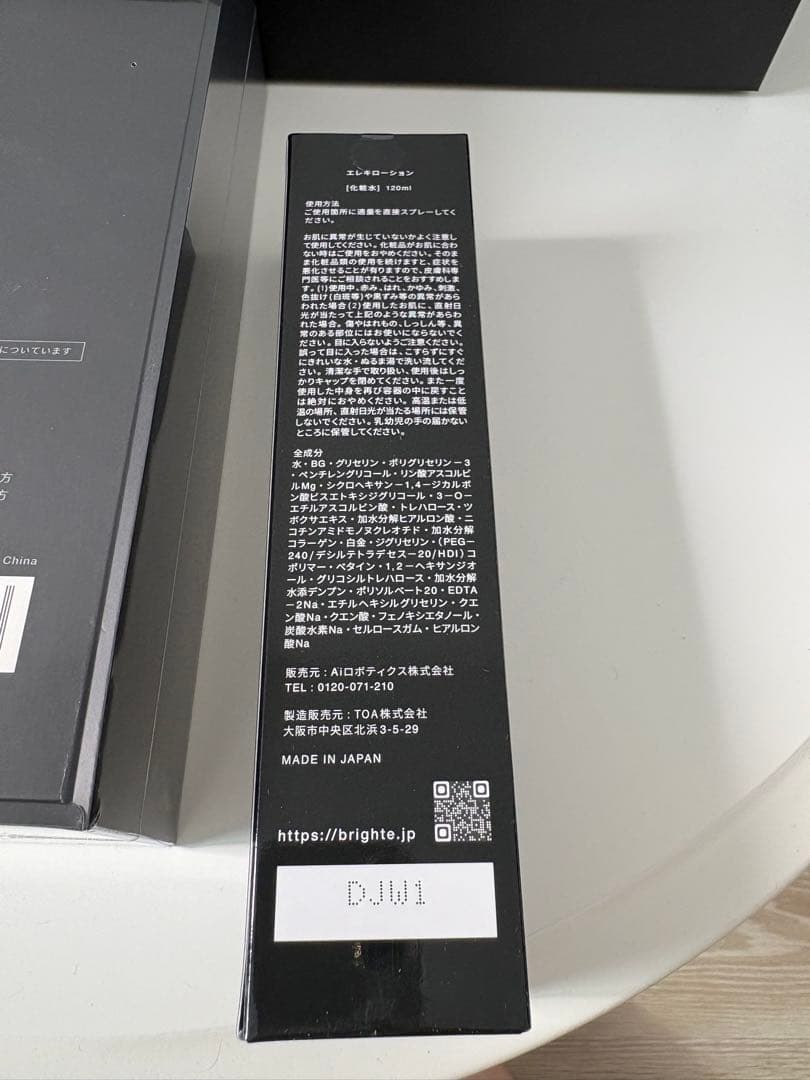 エレキローション
[化粧水] 120ml
使用方法
ご使用箇所に適量を直接スプレーしてく
ださい。
お肌に異常が生じていないかよく注意し
て使用してください。化粧品がお肌に合わ
ない時はご使用をおやめください。そのま
ま化粧品類の使用を続けますと、症状を
悪化させることが有りますので、皮膚科専
門医等にご相談されることをおすすめしま
す。(1)使用中、赤み、はれ、かゆみ、刺激、
色抜け(白斑等)や黒ずみ等の異常があら
われた場合(2)使用したお肌に、直射日
光が当たって上記のような異常があらわ
れた場合。傷やはれもの、しっしん等、異
常のある部位にはお使いにならないでく
ださい。目に入らないようご注意ください。
誤って目に入った場合は、こすらずにすぐ
にきれいな水・ぬるま湯で洗い流してくだ
さい。清潔な手で取り扱い、使用後はしっ
かりキャップを閉めてください。また一度
使用した中身を再び容器の中に戻すこと
は絶対におやめください。高温または低
温の場所、直射日光が当たる場所には保管
しないでください。乳幼児の手の届かない
ところに保管してください。
全成分
水・BG・グリセリン・ポリグリセリン-3
・ペンチレングリコール・リン酸アスコルビ
ルMg・シクロヘキサン-1,4-ジカルボ
ン酸ビスエトキシジグリコール・3-O-
エチルアスコルビン酸・トレハロース・ツ
ボクサエキス・加水分解ヒアルロン酸・ニ
コチンアミドモノヌクレオチド・加水分解
コラーゲン・白金・ジグリセリン・(PEG-
240/デシルテトラデセス-20/HDI)コ
ポリマー・ベタイン・1,2-ヘキサンジオ
ール・グリコシルトレハロース・加水分解
水添デンプン・ポリソルベート20・EDTA
-2Na・エチルヘキシルグリセリン・クエ
ン酸Na・クエン酸・フェノキシエタノール・
炭酸水素Na・セルロースガム・ヒアルロン
酸Na
販売元：Aiロボティクス株式会社
TEL：0120-071-210
製造販売元：TOA株式会社
大阪市中央区北浜3-5-29
MADE IN JAPAN
https://brighte.jp
DJW1
についています
方
方
China